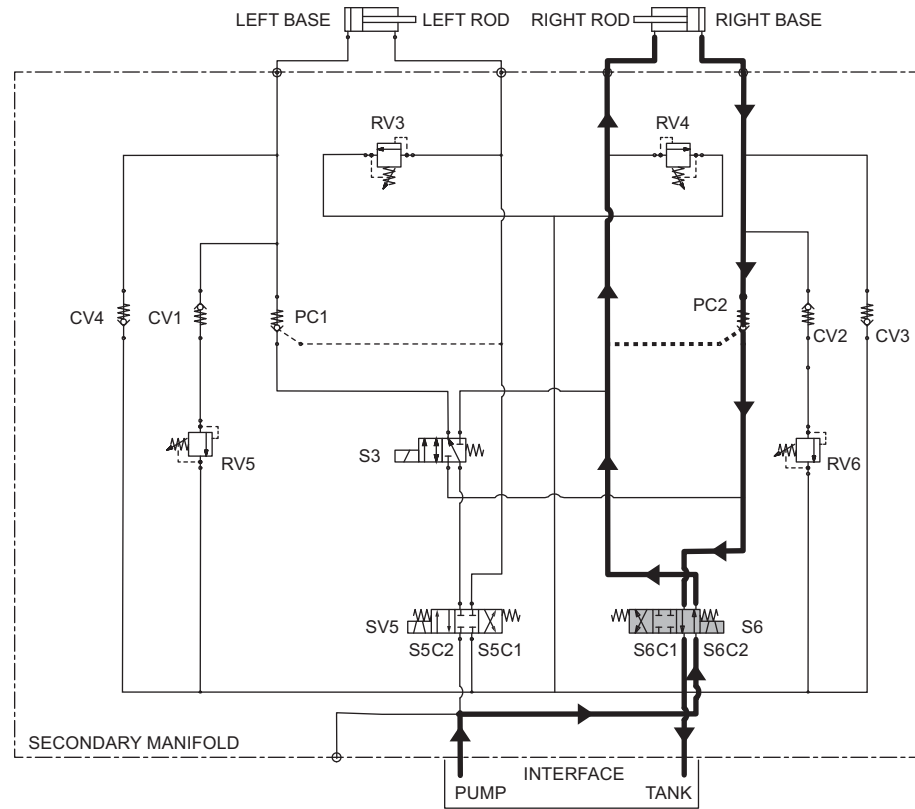 LEFT BASE LEFT ROD RIGHT ROD RIGHT BASE
RV3 RV4
CV4 CV1 PC1 PC2 CV2 CV3
S3 RV5 RV6
SV5 S6
S5C2 S5C1 S6C1 S6C2
SECONDARY MANIFOLD
INTERFACE
PUMP TANK